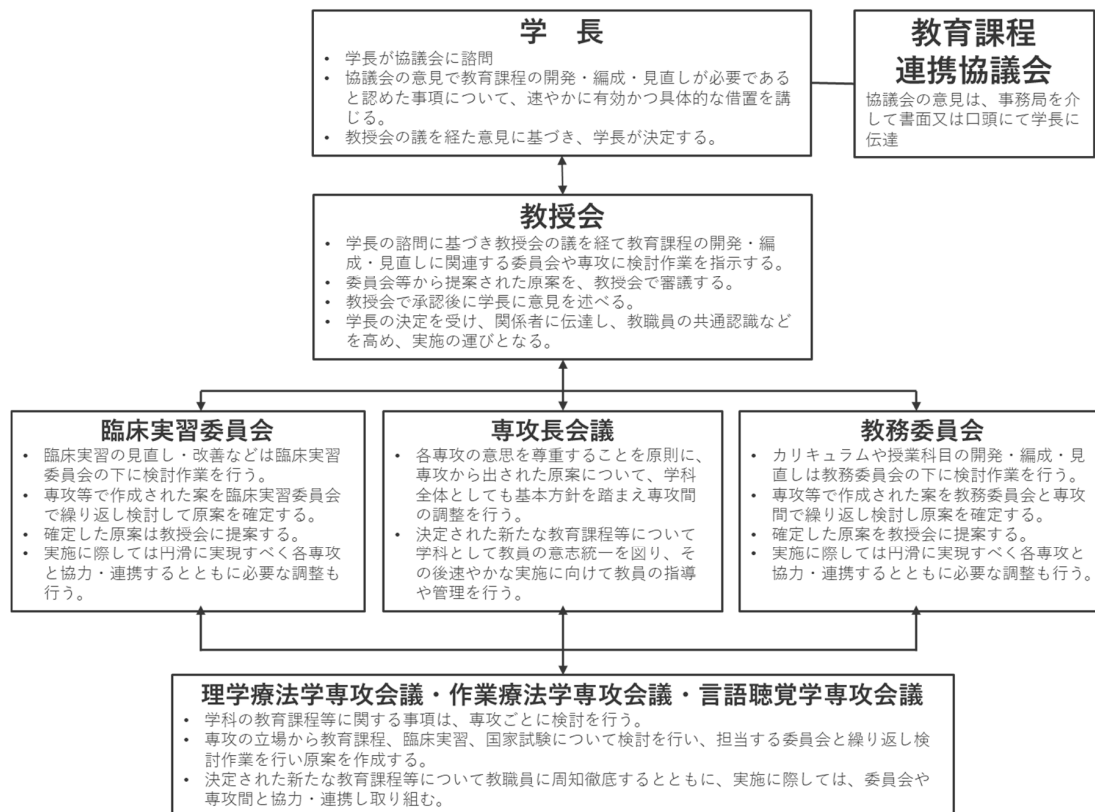 学　長
• 学長が協議会に諮問
• 協議会の意見で教育課程の開発・編成・見直しが必要である
と認めた事項について、速やかに有効かつ具体的な借置を講
じる。
• 教授会の議を経た意見に基づき、学長が決定する。
教育課程
連携協議会
協議会の意見は、事務局を介
して書面又は口頭にて学長に
伝達
教授会
• 学長の諮問に基づき教授会の議を経て教育課程の開発・編
成・見直しに関連する委員会や専攻に検討作業を指示する。
• 委員会等から提案された原案を、教授会で審議する。
• 教授会で承認後に学長に意見を述べる。
• 学長の決定を受け、関係者に伝達し、教職員の共通認識など
を高め、実施の運びとなる。
臨床実習委員会
• 臨床実習の見直し・改善などは臨床実習
委員会の下に検討作業を行う。
• 専攻等で作成された案を臨床実習委員会
で繰り返し検討して原案を確定する。
• 確定した原案は教授会に提案する。
• 実施に際しては円滑に実現すべく各専攻
と協力・連携するとともに必要な調整も
行う。
専攻長会議
• 各専攻の意思を尊重することを原則に、
専攻から出された原案について、学科
全体としても基本方針を踏まえ専攻間
の調整を行う。
• 決定された新たな教育課程等について
学科として教員の意志統一を図り、そ
の後速やかな実施に向けて教員の指導
や管理を行う。
教務委員会
• カリキュラムや授業科目の開発・編成・見
直しは教務委員会の下に検討作業を行う。
• 専攻等で作成された案を教務委員会と専攻
間で繰り返し検討し原案を確定する。
• 確定した原案を教授会に提案する。
• 実施に際しては円滑に実現すべく各専攻と
協力・連携するとともに必要な調整も行う。
理学療法学専攻会議・作業療法学専攻会議・言語聴覚学専攻会議
• 学科の教育課程等に関する事項は、専攻ごとに検討を行う。
• 専攻の立場から教育課程、臨床実習、国家試験について検討を行い、担当する委員会と繰り返し検
討作業を行い原案を作成する。
• 決定された新たな教育課程等について教職員に周知徹底するとともに、実施に際しては、委員会や
専攻間と協力・連携し取り組む。